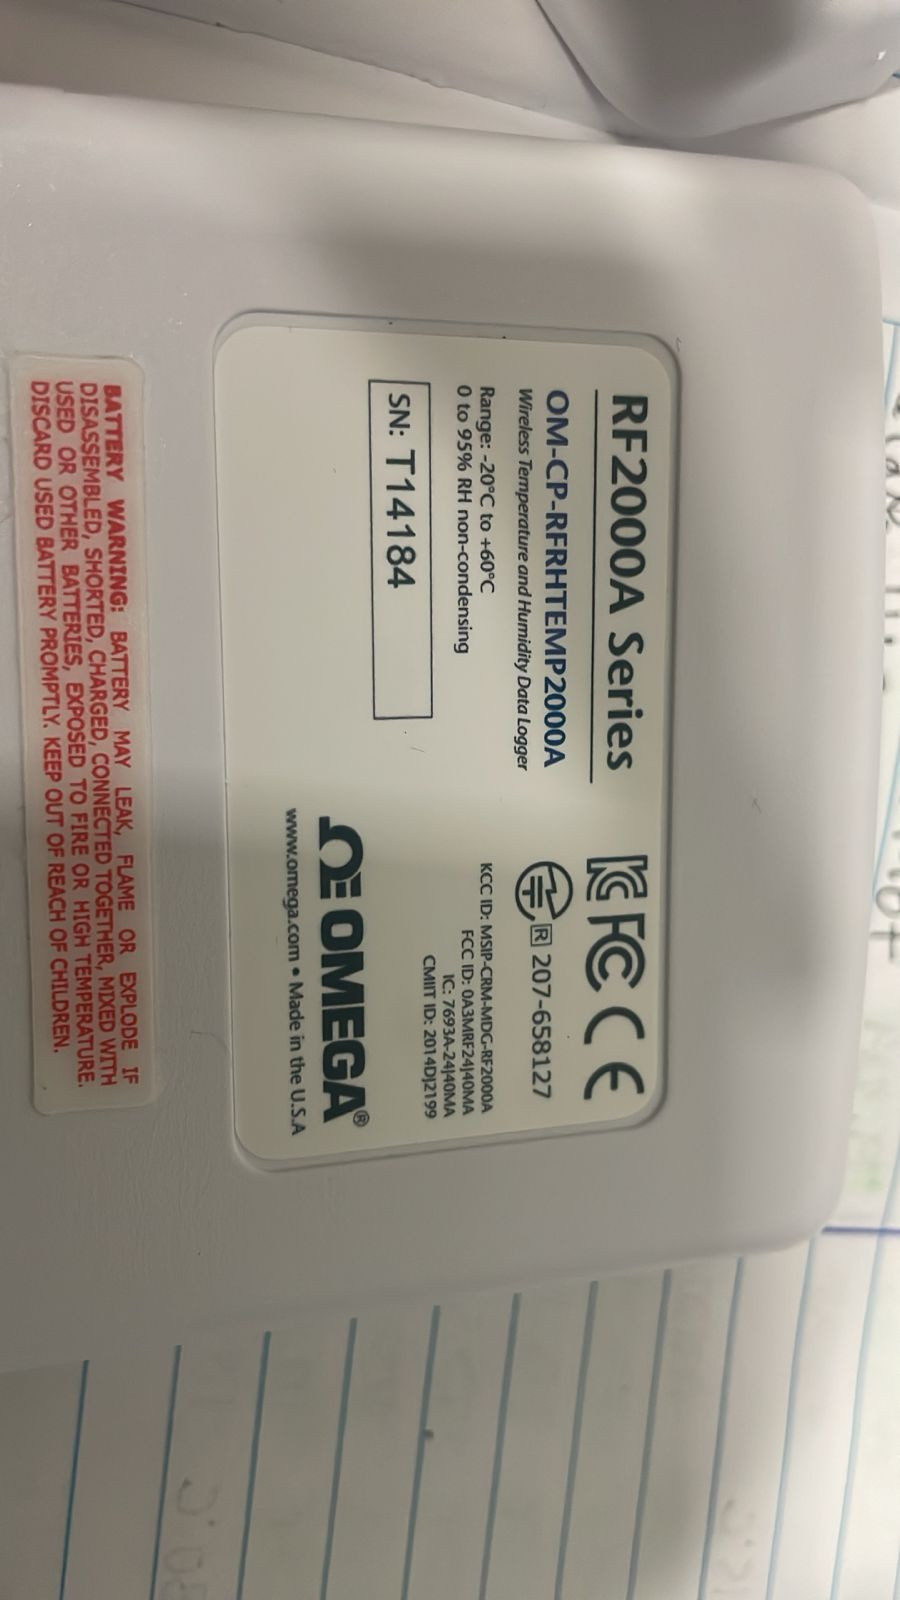 RF2000A Series
OM-CP-RFRHTEMP2000A
Wireless Temperature and Humidity Data Logger
Range: -20°C to +60°C
0 to 95% RH non-condensing
SN: T14184
FC CE
R 207-658127
KCC ID: MSIP-CRM-MDG-RF2000A
FCC ID: 0A3MRF24J40MA
IC: 7693A-24J40MA
CMIIT ID: 2014DJ2199
ΩE OMEGA®
www.omega.com • Made in the U.S.A
BATTERY WARNING: BATTERY MAY LEAK, FLAME OR EXPLODE IF
DISASSEMBLED, SHORTED, CHARGED, CONNECTED TOGETHER, MIXED WITH
USED OR OTHER BATTERIES, EXPOSED TO FIRE OR HIGH TEMPERATURE.
DISCARD USED BATTERY PROMPTLY. KEEP OUT OF REACH OF CHILDREN.